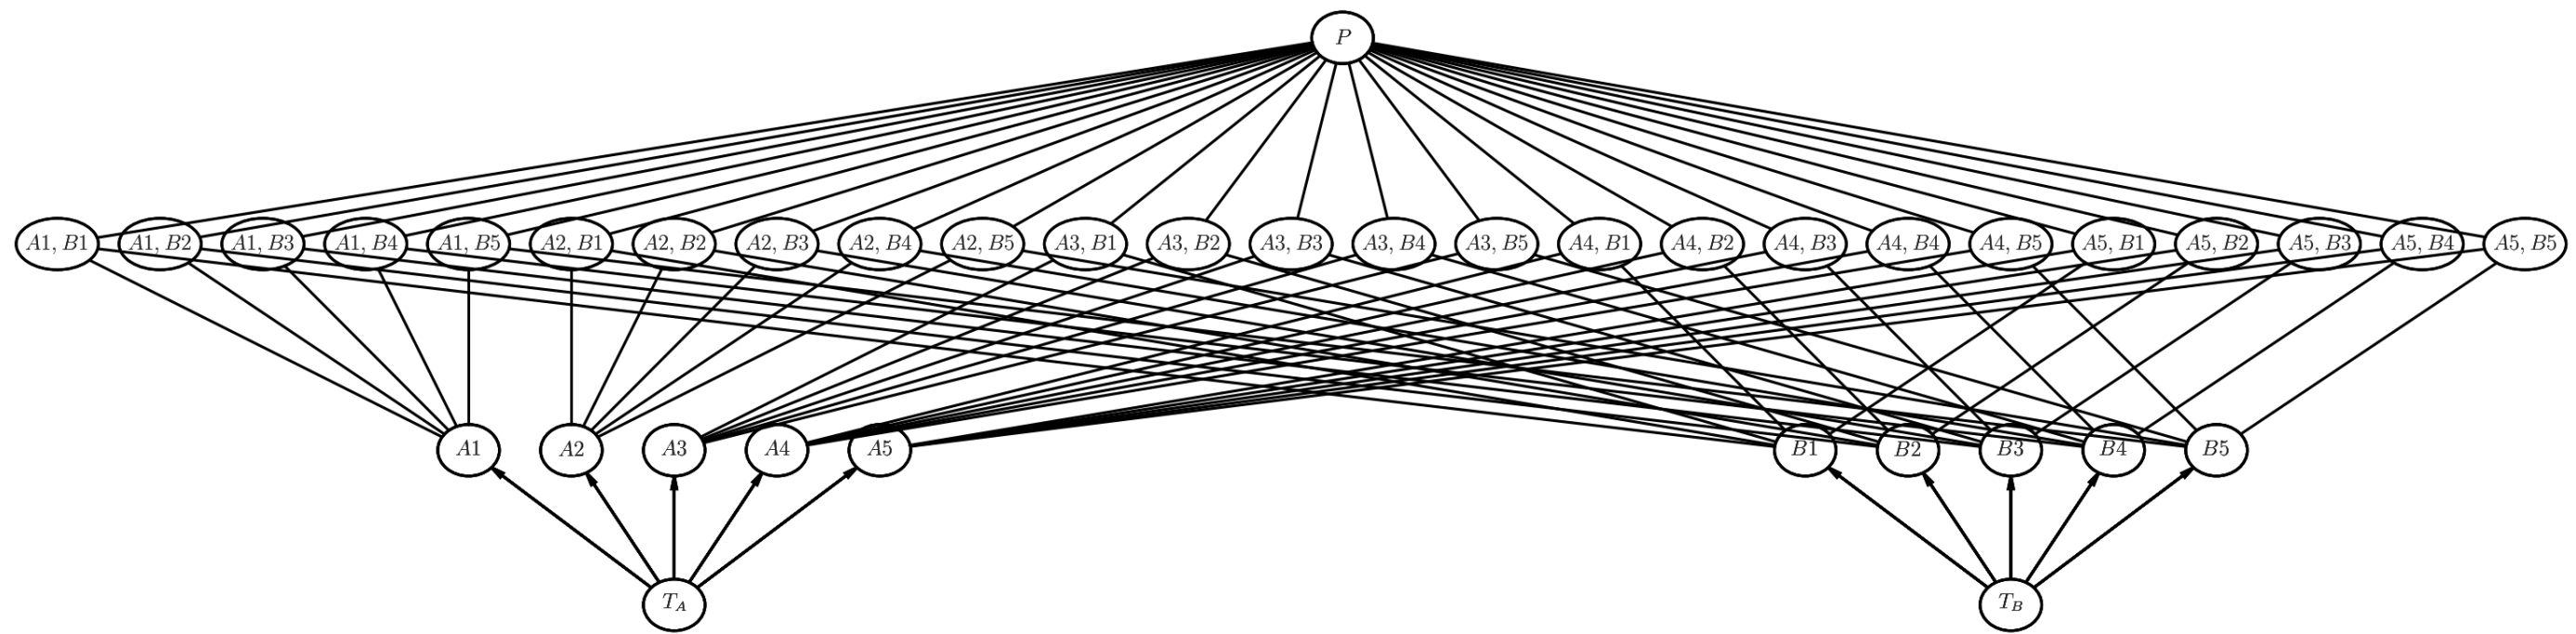 P
A1, B1 A1, B2 A1, B3 A1, B4 A1, B5 A2, B1 A2, B2 A2, B3 A2, B4 A2, B5 A3, B1 A3, B2 A3, B3 A3, B4 A3, B5 A4, B1 A4, B2 A4, B3 A4, B4 A4, B5 A5, B1 A5, B2 A5, B3 A5, B4 A5, B5
A1 A2 A3 A4 A5 B1 B2 B3 B4 B5
T_A T_B